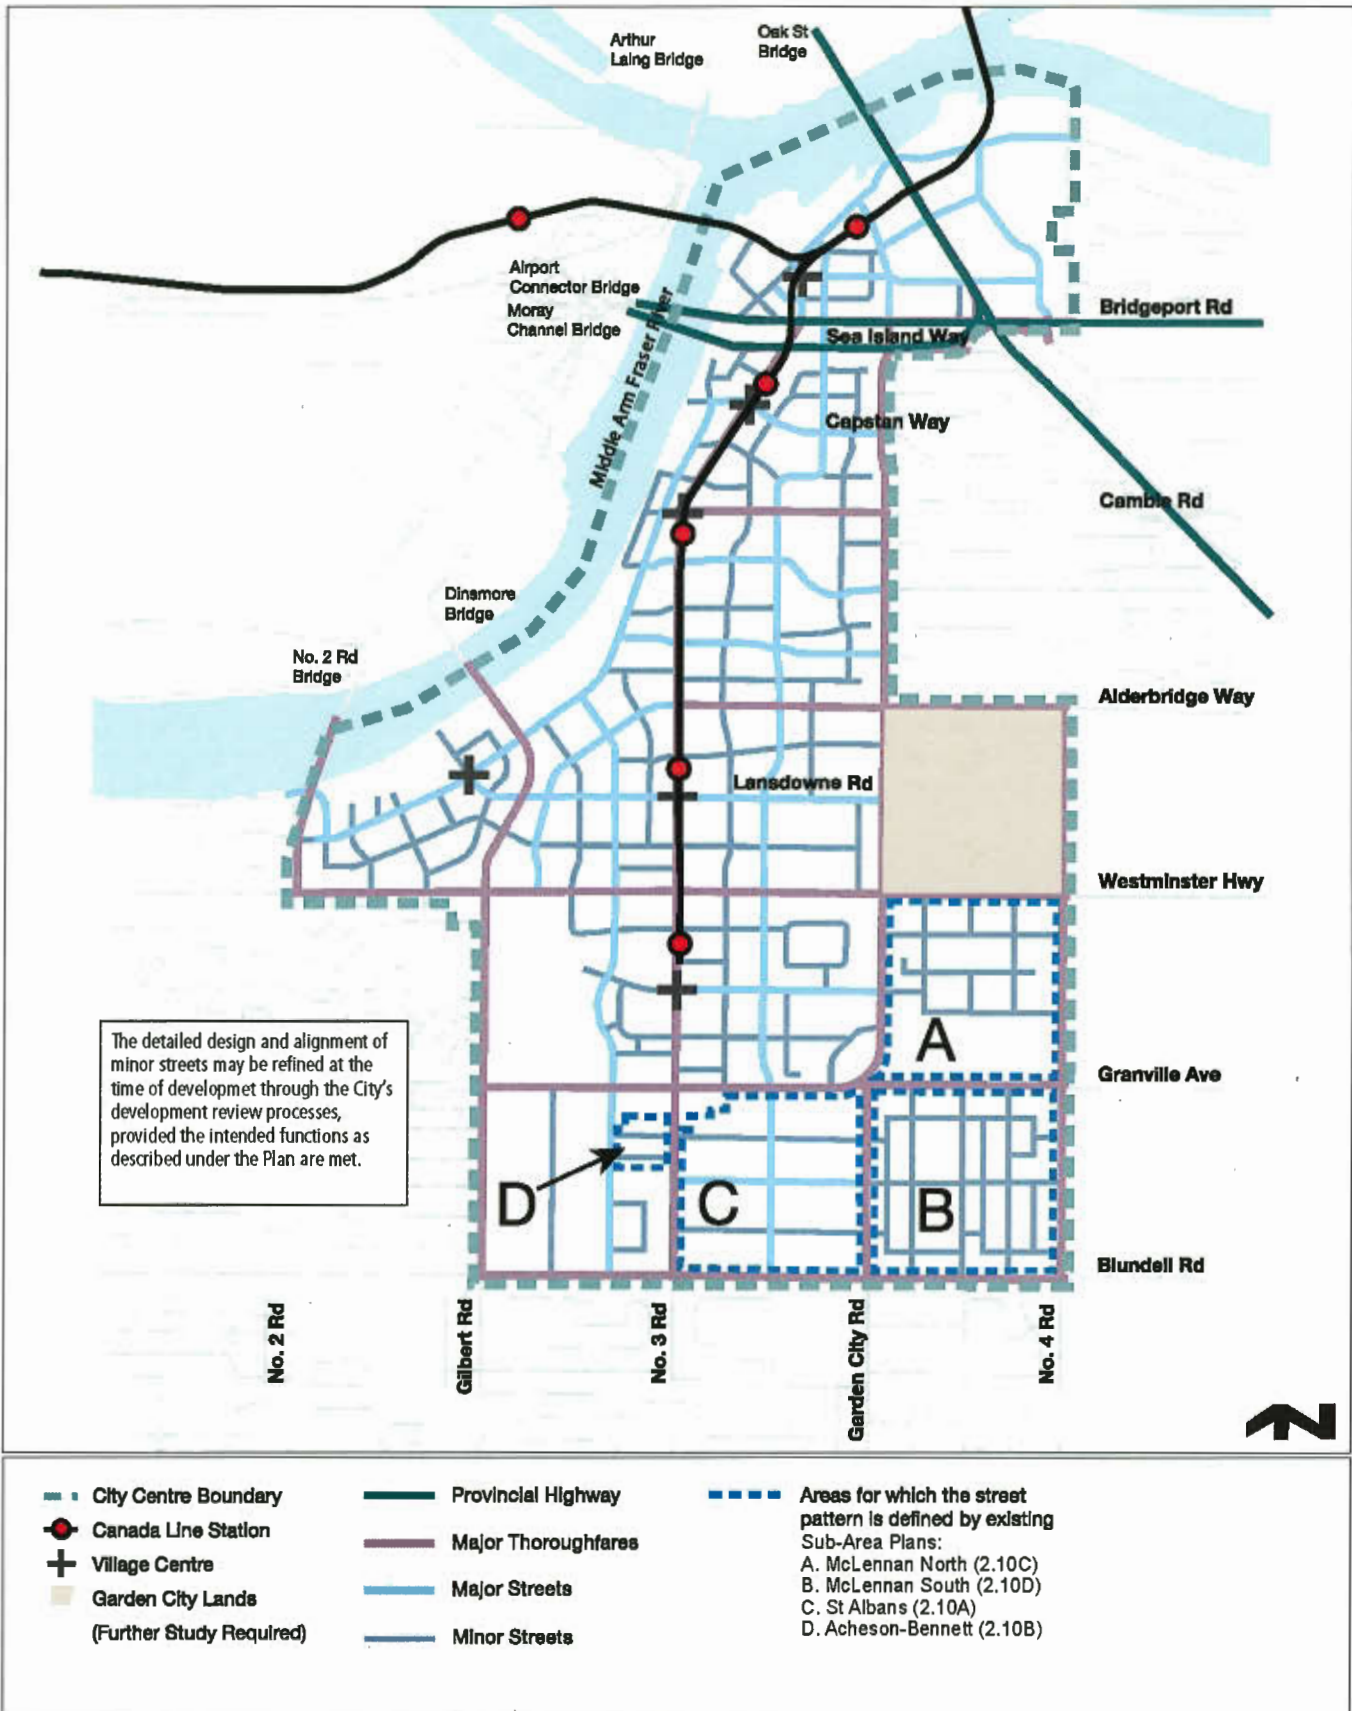 Arthur
Laing Bridge
Oak St
Bridge
Airport
Connector Bridge
Moray
Channel Bridge
Bridgeport Rd
Sea Island Way
Middle Arm Fraser River
Capstan Way
Cambie Rd
Dinsmore
Bridge
No. 2 Rd
Bridge
Alderbridge Way
Lansdowne Rd
Westminster Hwy
The detailed design and alignment of
minor streets may be refined at the
time of developmet through the City's
development review processes,
provided the intended functions as
described under the Plan are met.
A
Granville Ave
D
C
B
Blundell Rd
No. 2 Rd
Gilbert Rd
No. 3 Rd
Garden City Rd
No. 4 Rd
N
City Centre Boundary
Canada Line Station
Village Centre
Garden City Lands
(Further Study Required)
Provincial Highway
Major Thoroughfares
Major Streets
Minor Streets
Areas for which the street
pattern is defined by existing
Sub-Area Plans:
A. McLennan North (2.10C)
B. McLennan South (2.10D)
C. St Albans (2.10A)
D. Acheson-Bennett (2.10B)